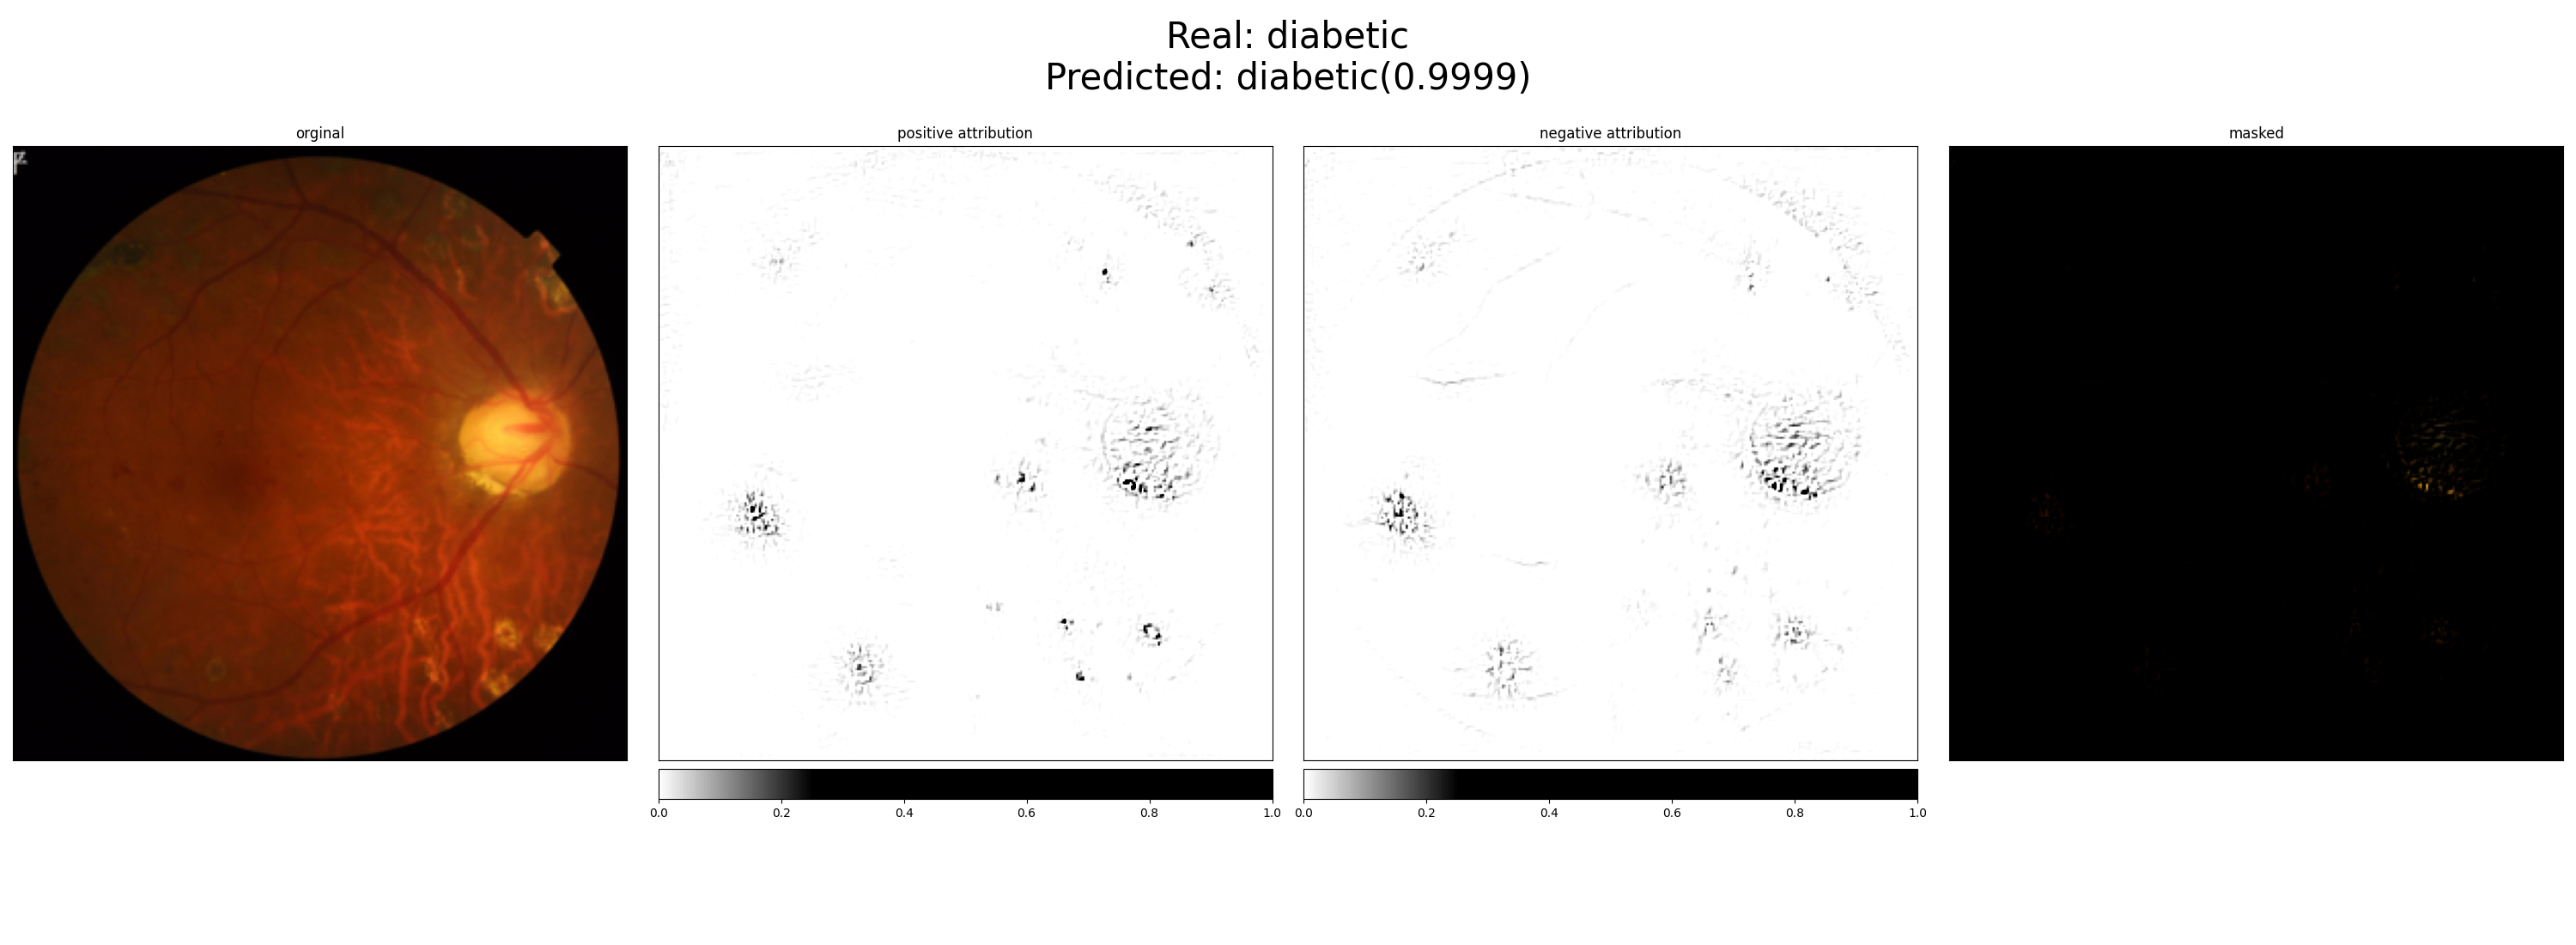 Real: diabetic
Predicted: diabetic(0.9999)
orginal
positive attribution
negative attribution
masked
0.0 0.2 0.4 0.6 0.8 1.0
0.0 0.2 0.4 0.6 0.8 1.0